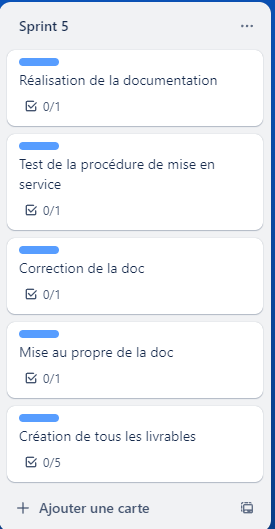 Sprint 5
Réalisation de la documentation
0/1
Test de la procédure de mise en
service
0/1
Correction de la doc
0/1
Mise au propre de la doc
0/1
Création de tous les livrables
0/5
Ajouter une carte